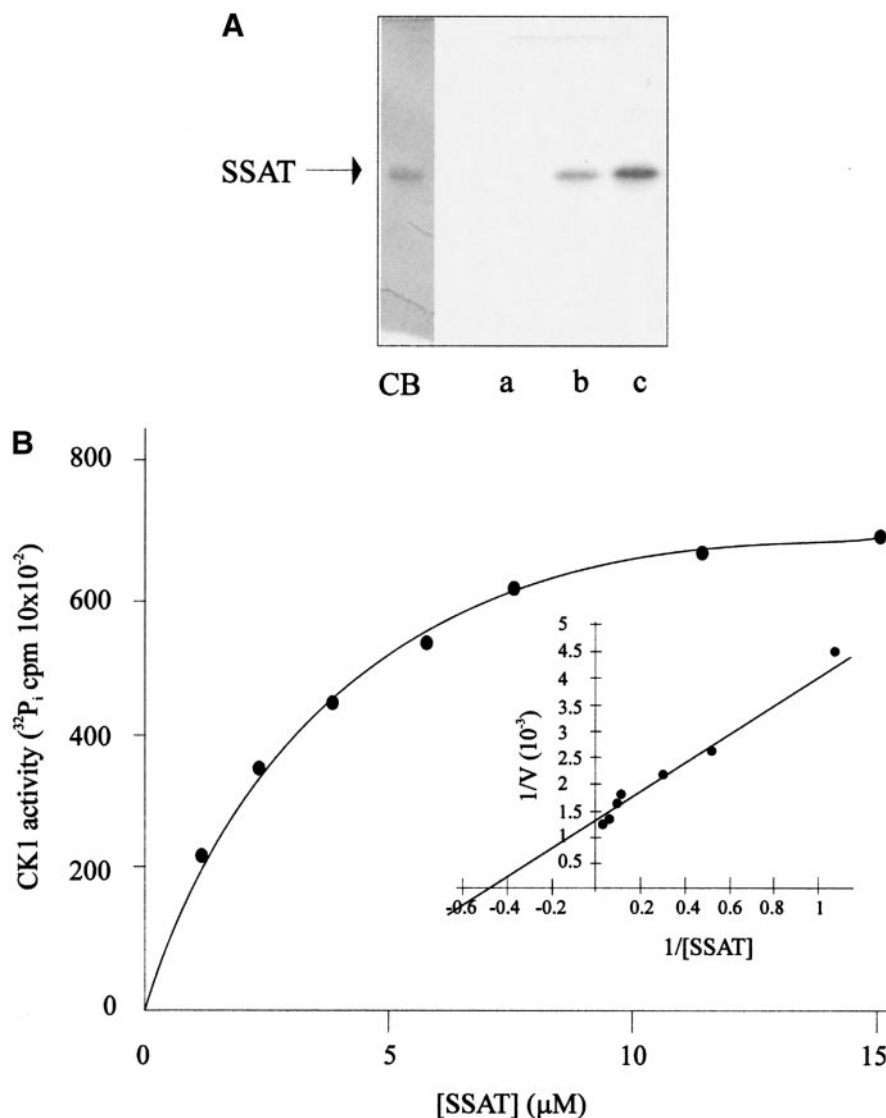 A
SSAT
CB a b c
B
CK1 activity (³²Pᵢ cpm 10x10⁻²)
800
600
400
200
0
0 5 10 15
[SSAT] (μM)
1/V (10⁻³)
5
4.5
4
3.5
3
2.5
2
1.5
1
0.5
-0.6 -0.4 -0.2 0.2 0.4 0.6 0.8 1
1/[SSAT]